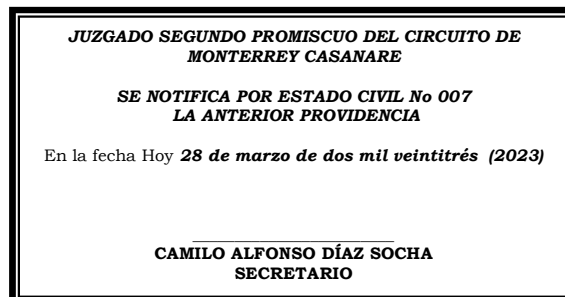 JUZGADO SEGUNDO PROMISCUO DEL CIRCUITO DE
MONTERREY CASANARE
SE NOTIFICA POR ESTADO CIVIL No 007
LA ANTERIOR PROVIDENCIA
En la fecha Hoy 28 de marzo de dos mil veintitrés (2023)
CAMILO ALFONSO DÍAZ SOCHA
SECRETARIO